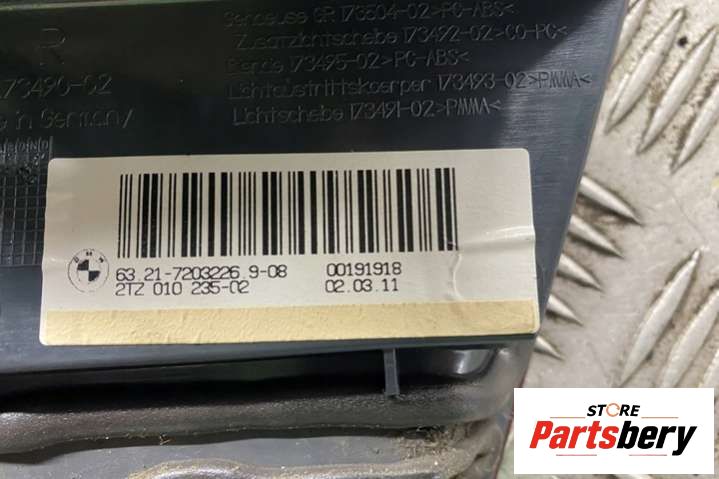 Gehaeuse GR 173504-02>PC-ABS<
Zusatzlichtscheibe 173492-02>CO-PC<
Blende 173495-02>PC-ABS<
Lichtaustrittskoerper 173493-02>PMMA<
Lichtscheibe 173491-02>PMMA<
R
173490-02
in Germany
BMW
63.21-7203226.9-08 00191918
2TZ 010 235-02 02.03.11
STORE
Partsbery